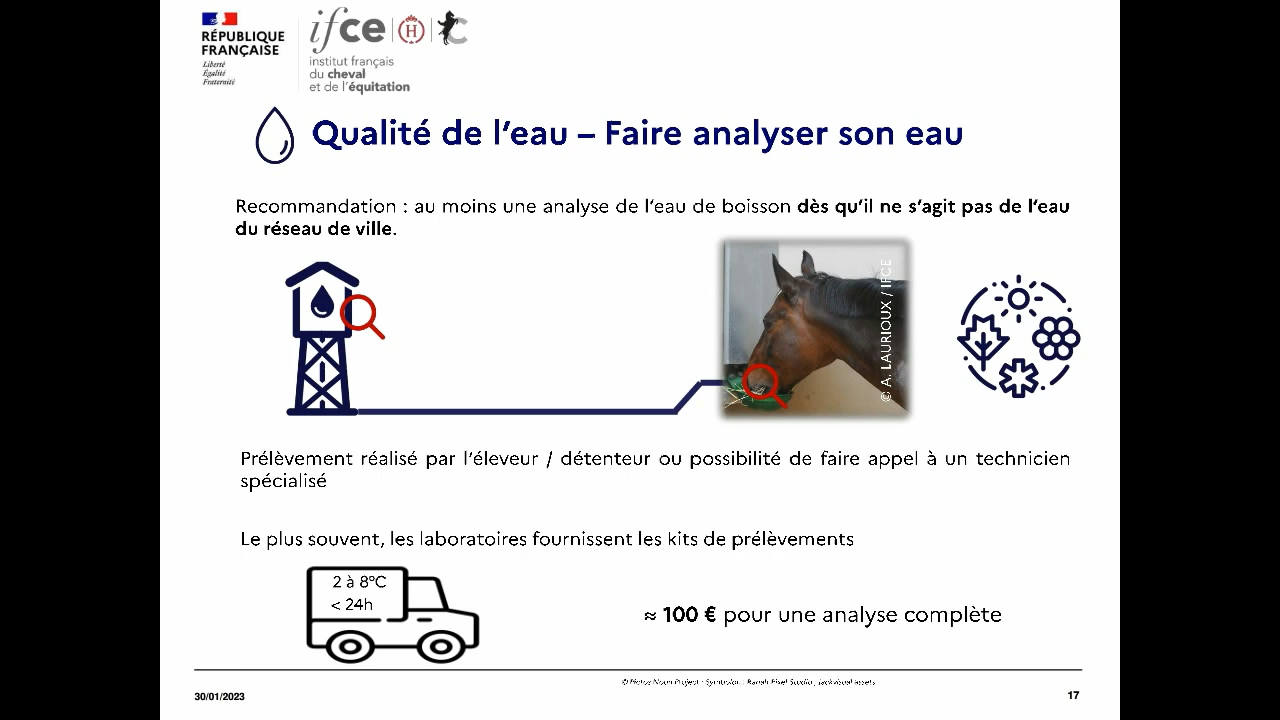 RÉPUBLIQUE
FRANÇAISE
Liberté
Égalité
Fraternité
ifce
H
institut français
du cheval
et de l'équitation
Qualité de l'eau – Faire analyser son eau
Recommandation : au moins une analyse de l'eau de boisson dès qu'il ne s'agit pas de l'eau
du réseau de ville.
© A. LAURIOUX / IFCE
Prélèvement réalisé par l'éleveur / détenteur ou possibilité de faire appel à un technicien
spécialisé
Le plus souvent, les laboratoires fournissent les kits de prélèvements
2 à 8°C
< 24h
≈ 100 € pour une analyse complète
Project
30/01/2023
17